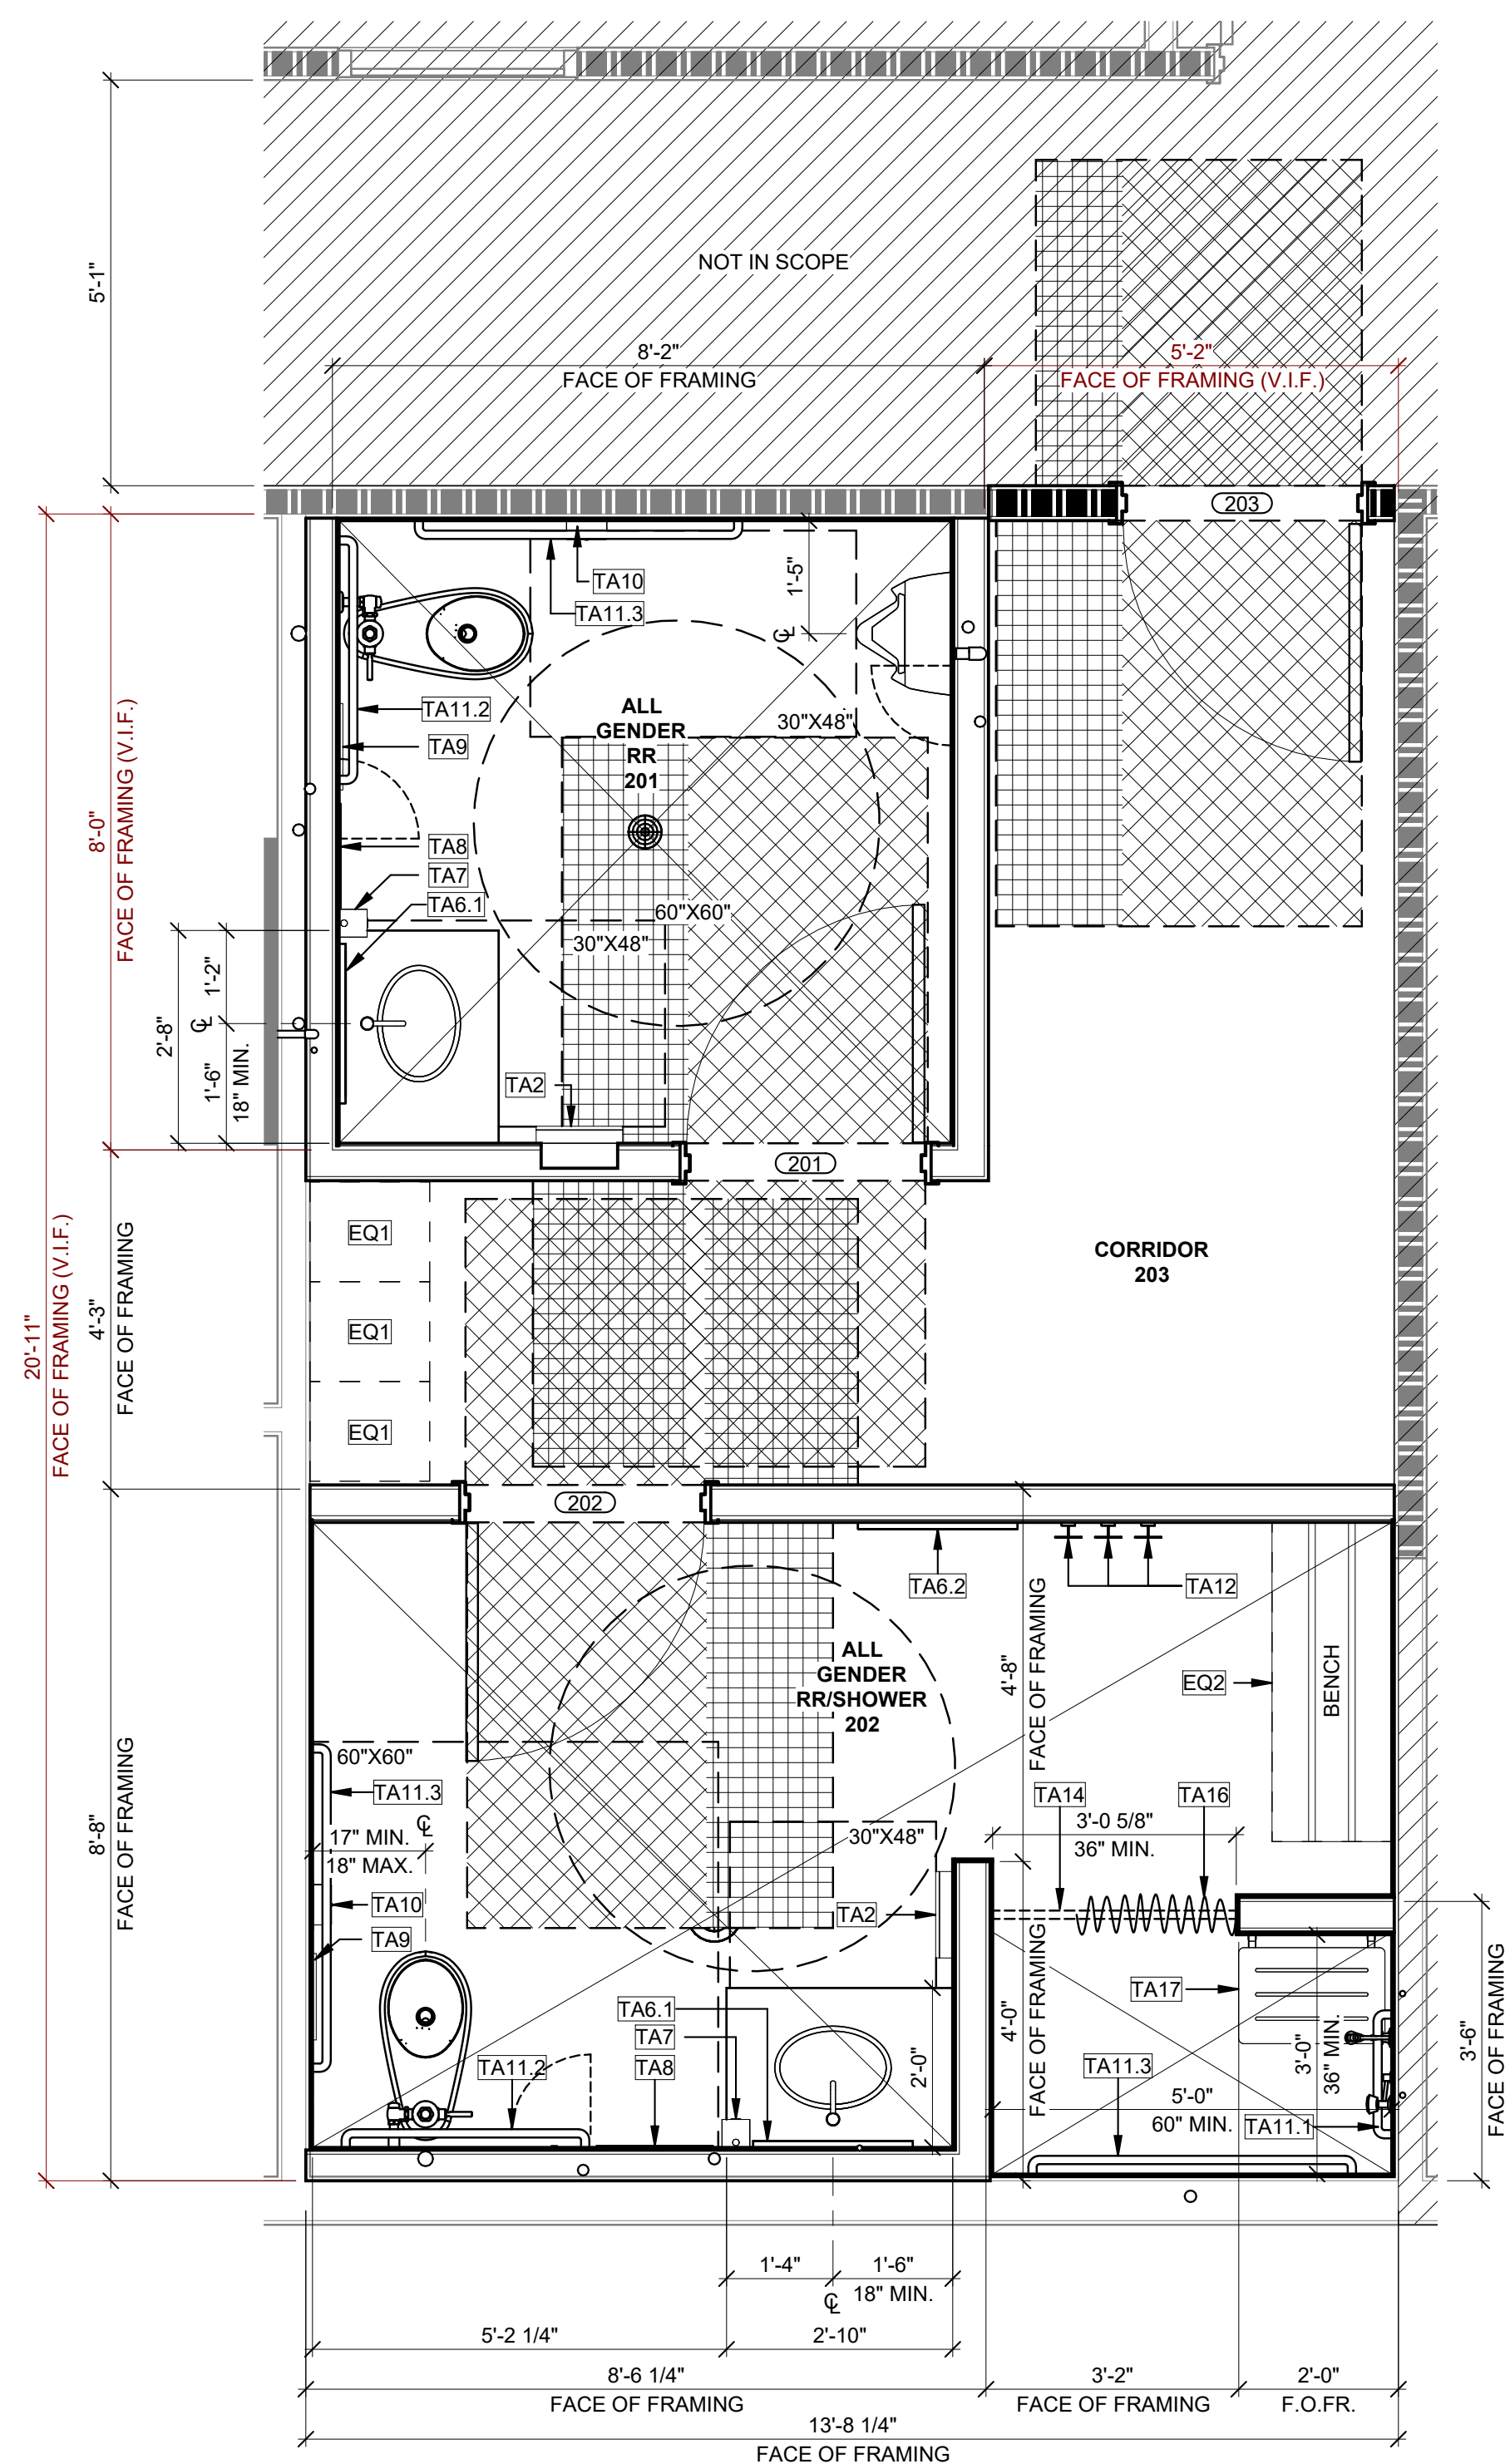 5'-1"
NOT IN SCOPE
8'-2"
FACE OF FRAMING
5'-2"
FACE OF FRAMING (V.I.F.)
203
TA10
TA11.3
1'-5"
℄
TA11.2
TA9
ALL
GENDER
RR
201
30"X48"
8'-0"
FACE OF FRAMING (V.I.F.)
TA8
TA7
TA6.1
60"X60"
30"X48"
2'-8"
1'-2"
℄
1'-6"
18" MIN.
TA2
201
20'-11"
FACE OF FRAMING (V.I.F.)
4'-3"
FACE OF FRAMING
EQ1
EQ1
EQ1
CORRIDOR
203
202
TA6.2
TA12
ALL
GENDER
RR/SHOWER
202
4'-8"
FACE OF FRAMING
EQ2
BENCH
8'-8"
FACE OF FRAMING
60"X60"
TA11.3
17" MIN.
18" MAX.
℄
30"X48"
TA14
TA16
3'-0 5/8"
36" MIN.
TA10
TA9
TA2
TA17
4'-0"
FACE OF FRAMING
TA6.1
TA7
TA8
TA11.2
2'-0"
TA11.3
3'-0"
36" MIN.
5'-0"
60" MIN.
TA11.1
3'-6"
FACE OF FRAMING
1'-4"
℄
1'-6"
18" MIN.
5'-2 1/4"
2'-10"
8'-6 1/4"
FACE OF FRAMING
3'-2"
FACE OF FRAMING
2'-0"
F.O.FR.
13'-8 1/4"
FACE OF FRAMING